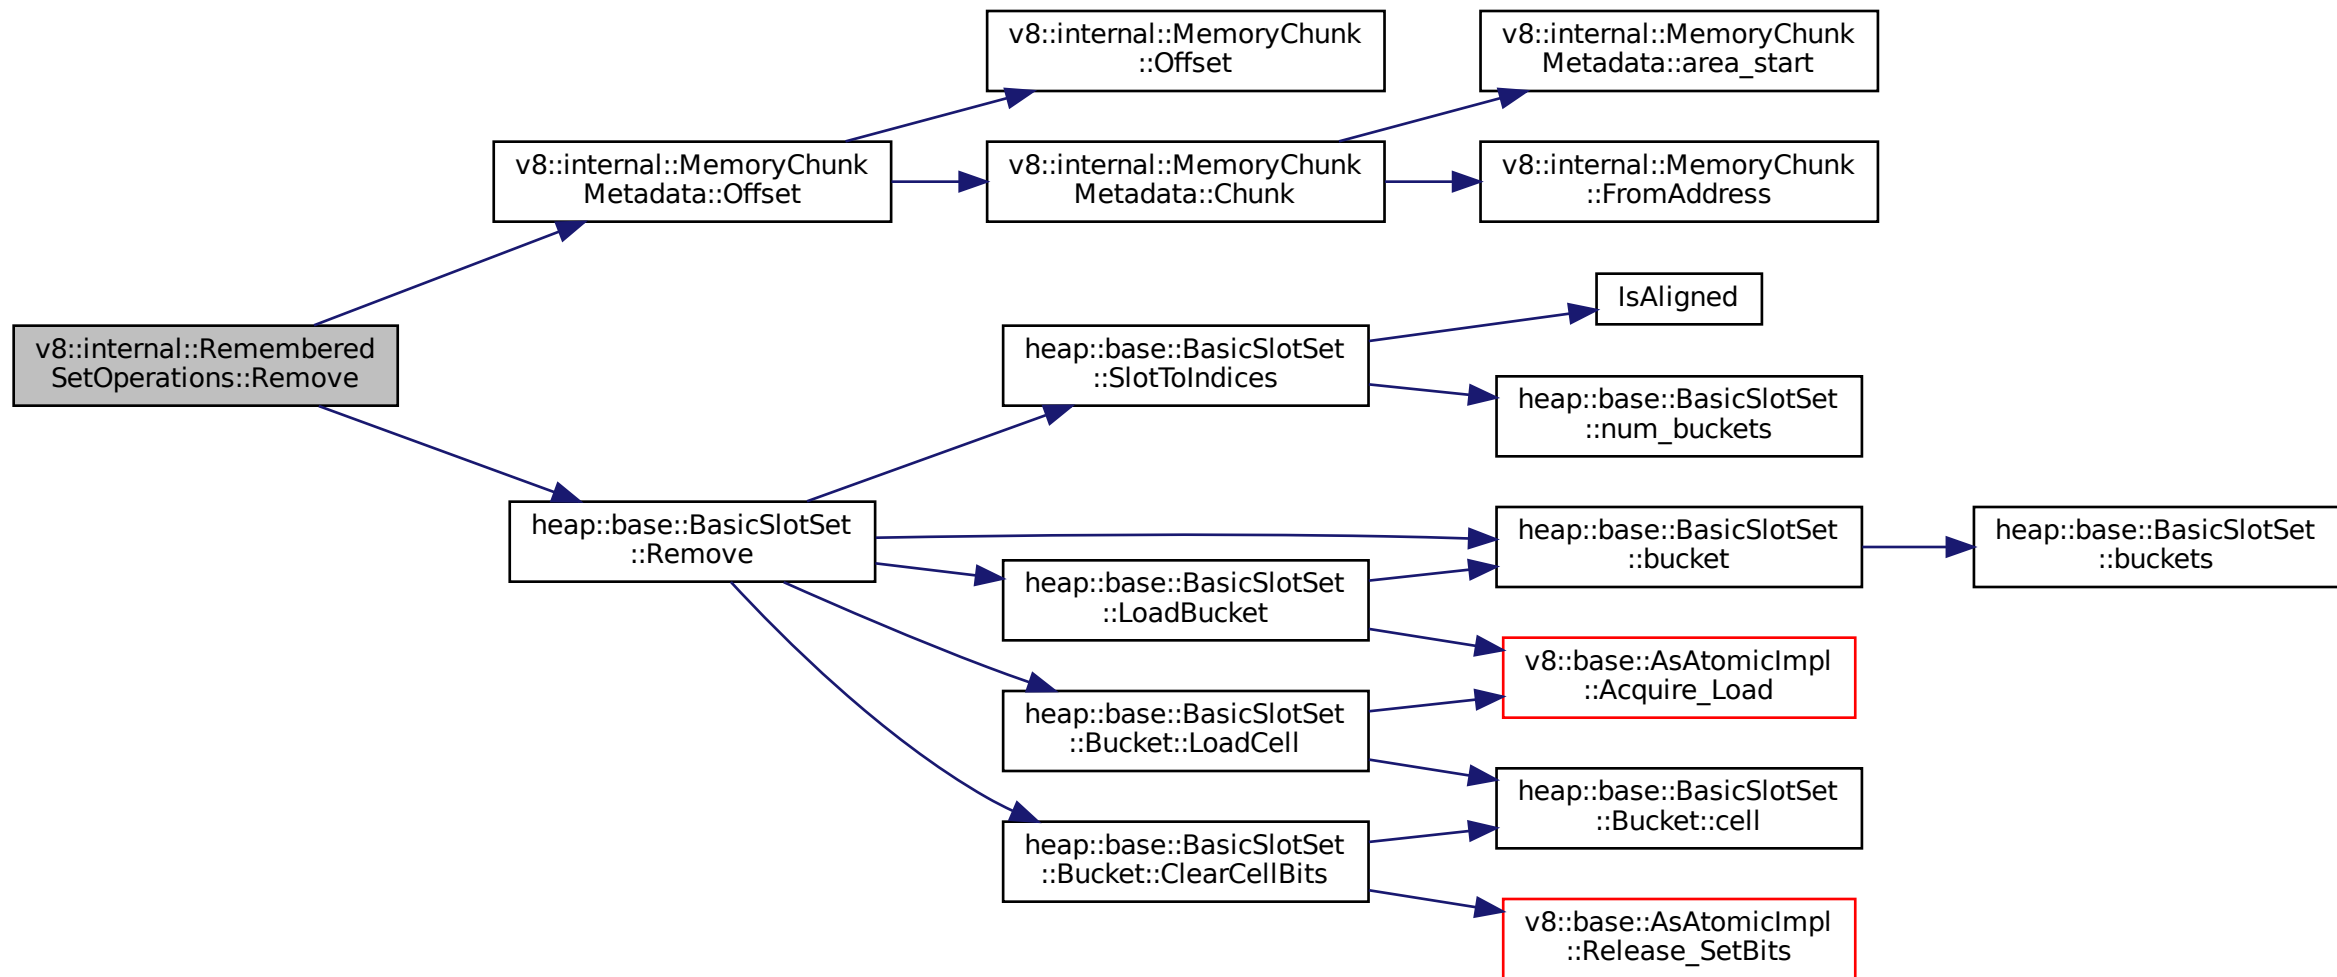 v8::internal::MemoryChunk
::Offset
v8::internal::MemoryChunk
Metadata::area_start
v8::internal::MemoryChunk
Metadata::Offset
v8::internal::MemoryChunk
Metadata::Chunk
v8::internal::MemoryChunk
::FromAddress
v8::internal::Remembered
SetOperations::Remove
IsAligned
heap::base::BasicSlotSet
::SlotToIndices
heap::base::BasicSlotSet
::num_buckets
heap::base::BasicSlotSet
::Remove
heap::base::BasicSlotSet
::bucket
heap::base::BasicSlotSet
::buckets
heap::base::BasicSlotSet
::LoadBucket
v8::base::AsAtomicImpl
::Acquire_Load
heap::base::BasicSlotSet
::Bucket::LoadCell
heap::base::BasicSlotSet
::Bucket::cell
heap::base::BasicSlotSet
::Bucket::ClearCellBits
v8::base::AsAtomicImpl
::Release_SetBits